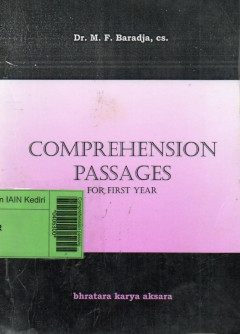 Dr. M. F. Baradja, cs.
COMPREHENSION
PASSAGES
FOR FIRST YEAR
n IAIN Kediri
t
bhratara karya aksara